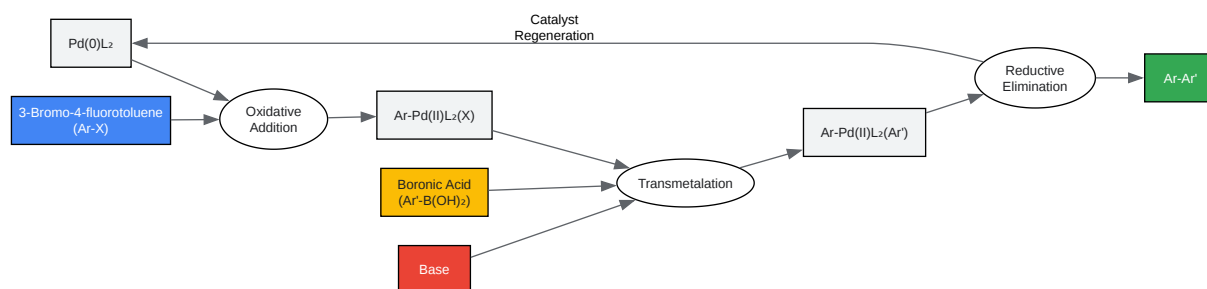 Catalyst
Regeneration
Pd(0)L₂
3-Bromo-4-fluorotoluene
(Ar-X)
Oxidative
Addition
Ar-Pd(II)L₂(X)
Boronic Acid
(Ar'-B(OH)₂)
Base
Transmetalation
Ar-Pd(II)L₂(Ar')
Reductive
Elimination
Ar-Ar'